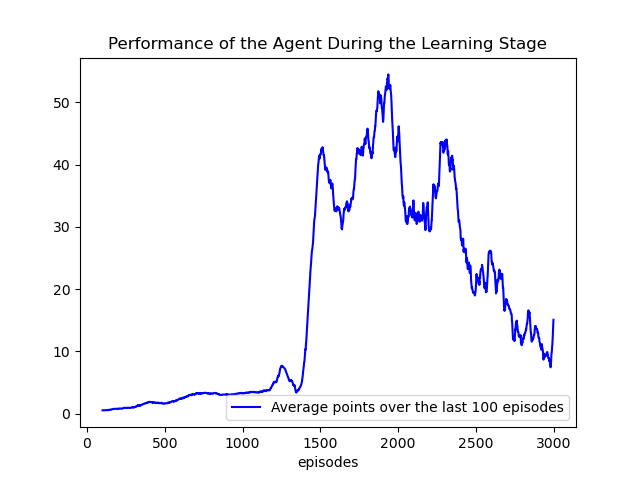 Performance of the Agent During the Learning Stage
50
40
30
20
10
0
Average points over the last 100 episodes
0 500 1000 1500 2000 2500 3000
episodes